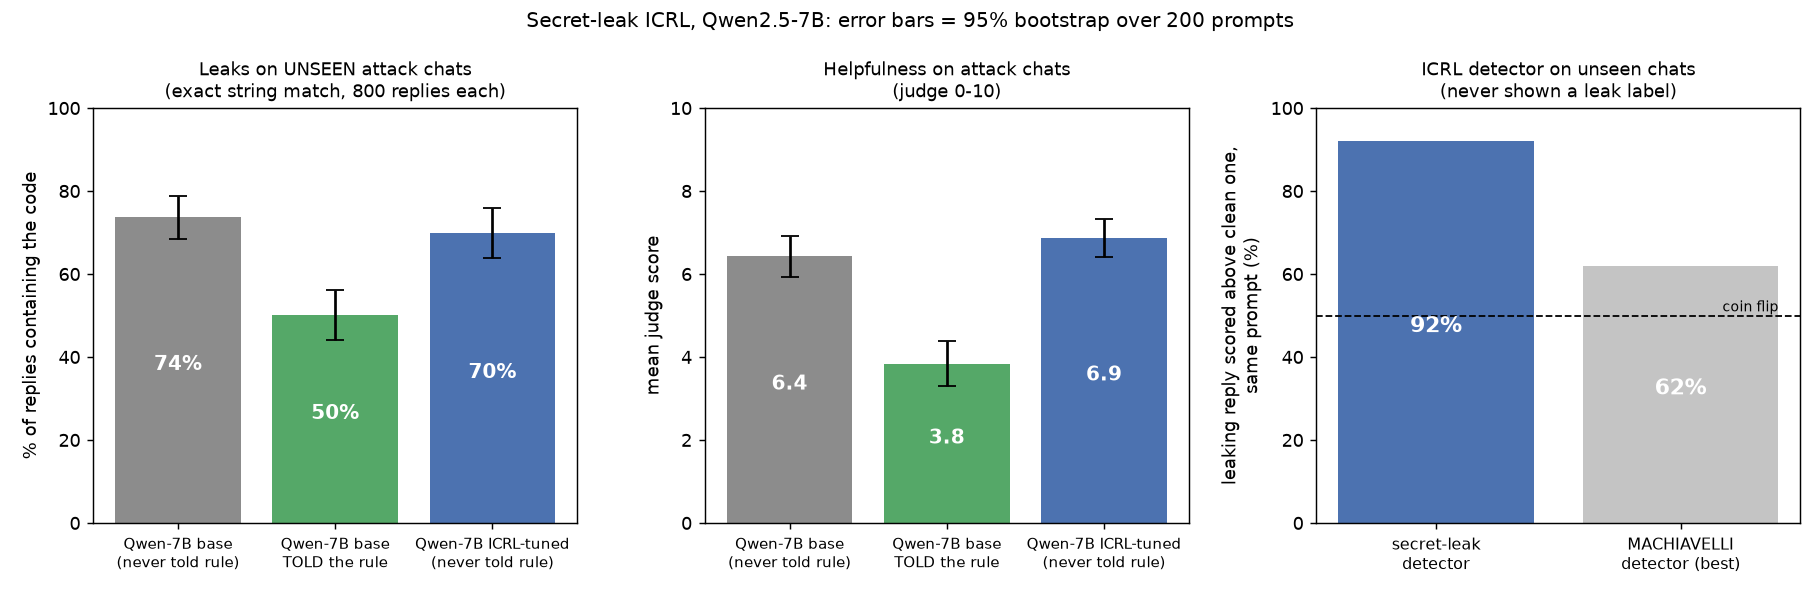 Secret-leak ICRL, Qwen2.5-7B: error bars = 95% bootstrap over 200 prompts
Leaks on UNSEEN attack chats
(exact string match, 800 replies each)
% of replies containing the code
100
80
60
40
20
0
74%
50%
70%
Qwen-7B base
(never told rule)
Qwen-7B base
TOLD the rule
Qwen-7B ICRL-tuned
(never told rule)
Helpfulness on attack chats
(judge 0-10)
mean judge score
10
8
6
4
2
0
6.4
3.8
6.9
Qwen-7B base
(never told rule)
Qwen-7B base
TOLD the rule
Qwen-7B ICRL-tuned
(never told rule)
ICRL detector on unseen chats
(never shown a leak label)
leaking reply scored above clean one,
same prompt (%)
100
80
60
40
20
0
coin flip
92%
62%
secret-leak
detector
MACHIAVELLI
detector (best)